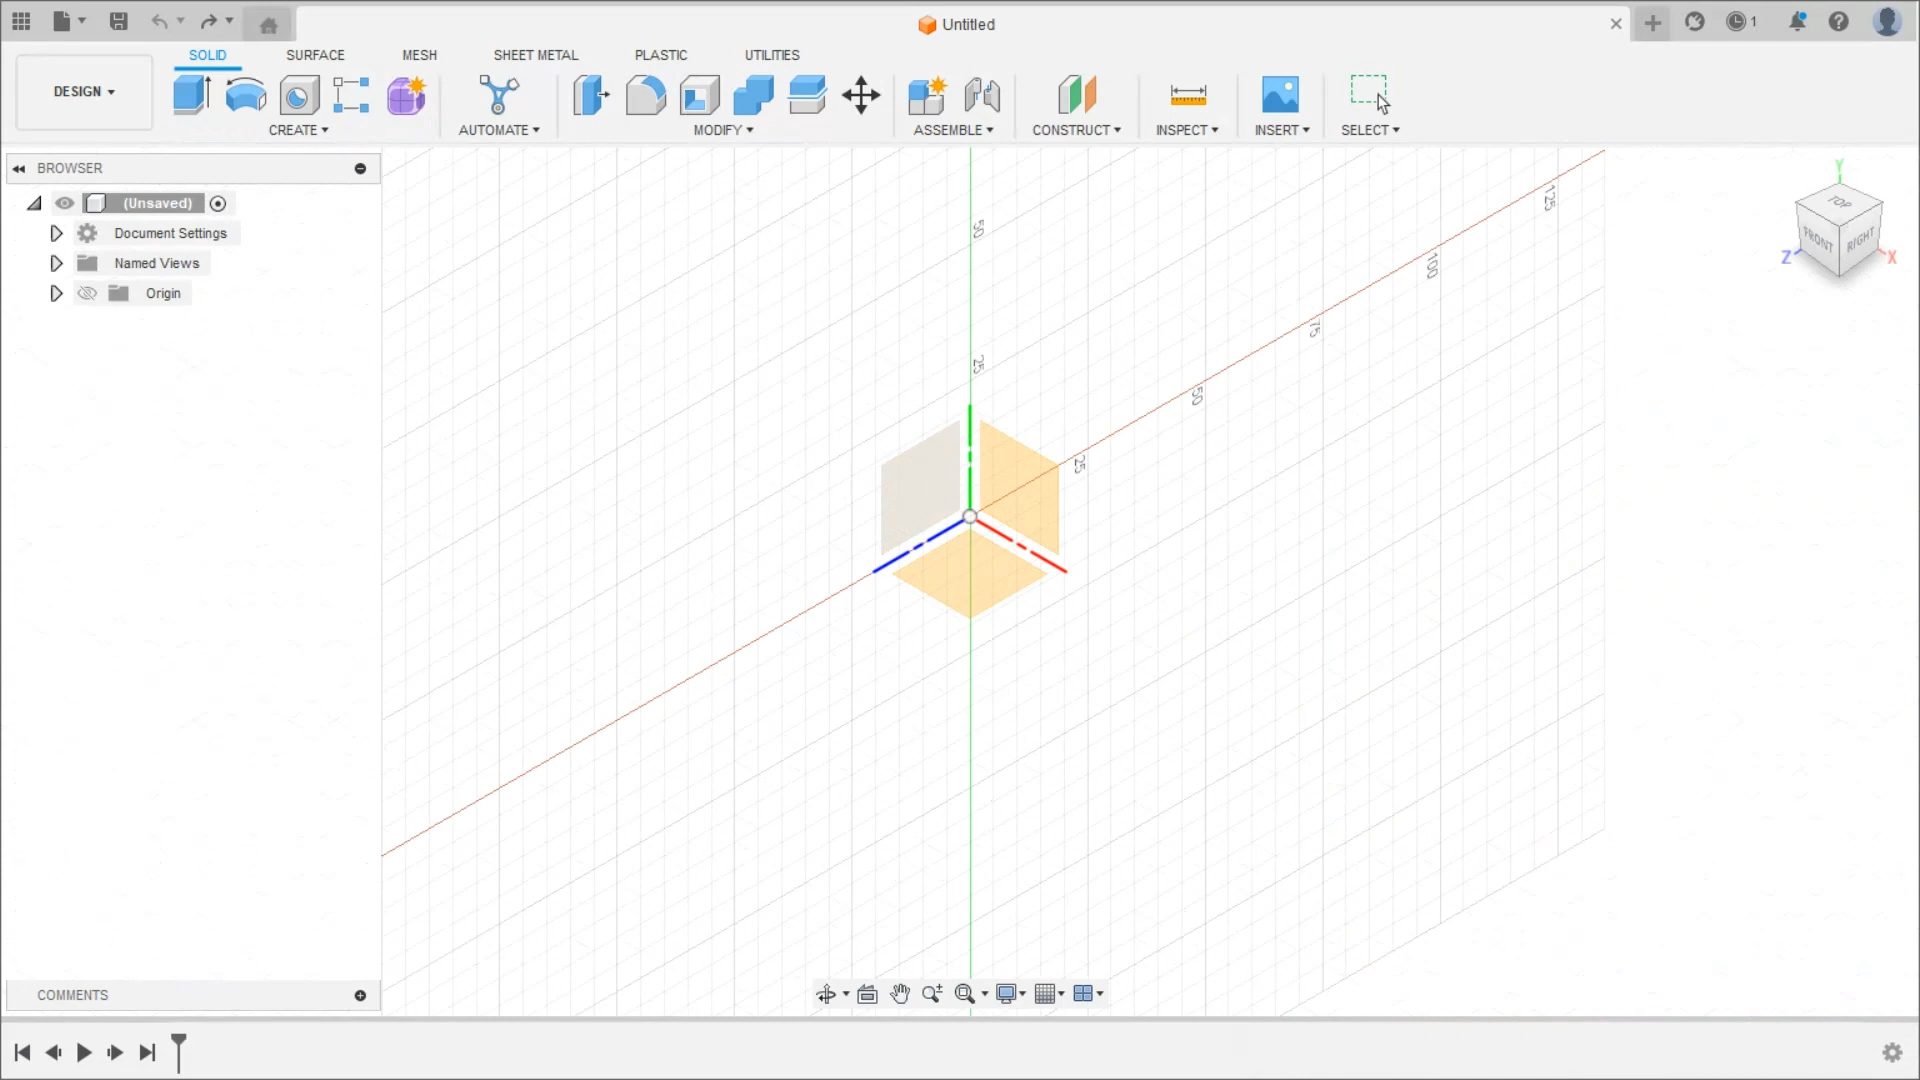 Untitled
1
DESIGN
SOLID
SURFACE
MESH
SHEET METAL
PLASTIC
UTILITIES
CREATE
AUTOMATE
MODIFY
ASSEMBLE
CONSTRUCT
INSPECT
INSERT
SELECT
BROWSER
(Unsaved)
Document Settings
Named Views
Origin
50
25
25
50
75
100
125
Y
TOP
FRONT
RIGHT
Z
X
COMMENTS